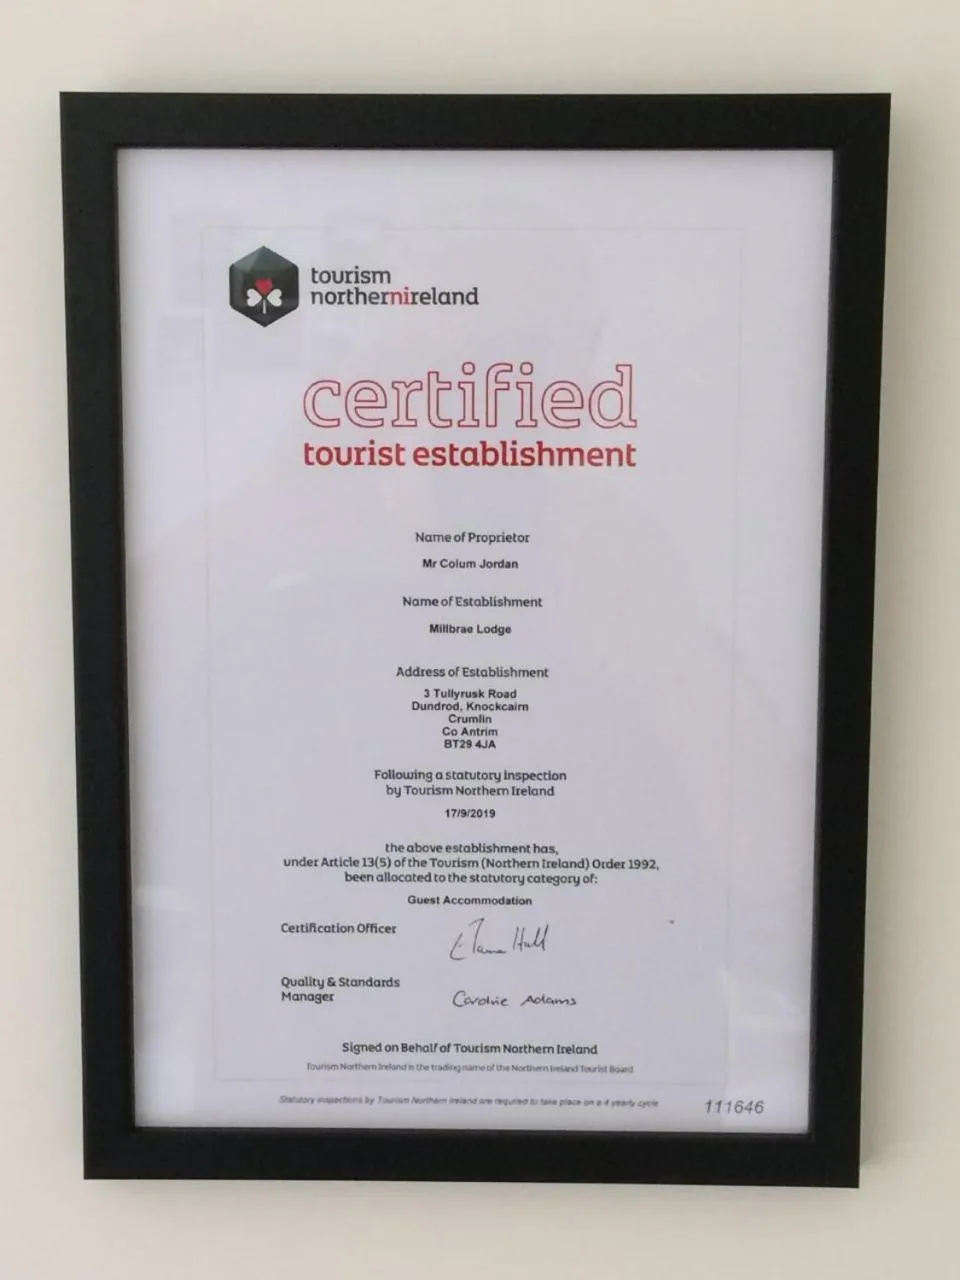 tourism
northernireland
certified
tourist establishment
Name of Proprietor
Mr Colum Jordan
Name of Establishment
Millbrae Lodge
Address of Establishment
3 Tullyrusk Road
Dundrod, Knockcairn
Crumlin
Co Antrim
BT29 4JA
Following a statutory inspection
by Tourism Northern Ireland
17/9/2019
the above establishment has,
under Article 13(5) of the Tourism (Northern Ireland) Order 1992,
been allocated to the statutory category of:
Guest Accommodation
Certification Officer
Hall
Quality & Standards
Manager
Adams
Signed on Behalf of Tourism Northern Ireland
Tourism Northern Ireland is the trading name of the Northern Ireland Tourist Board
Statutory inspections by Tourism Northern Ireland are required to take place on a 4 yearly cycle
111646